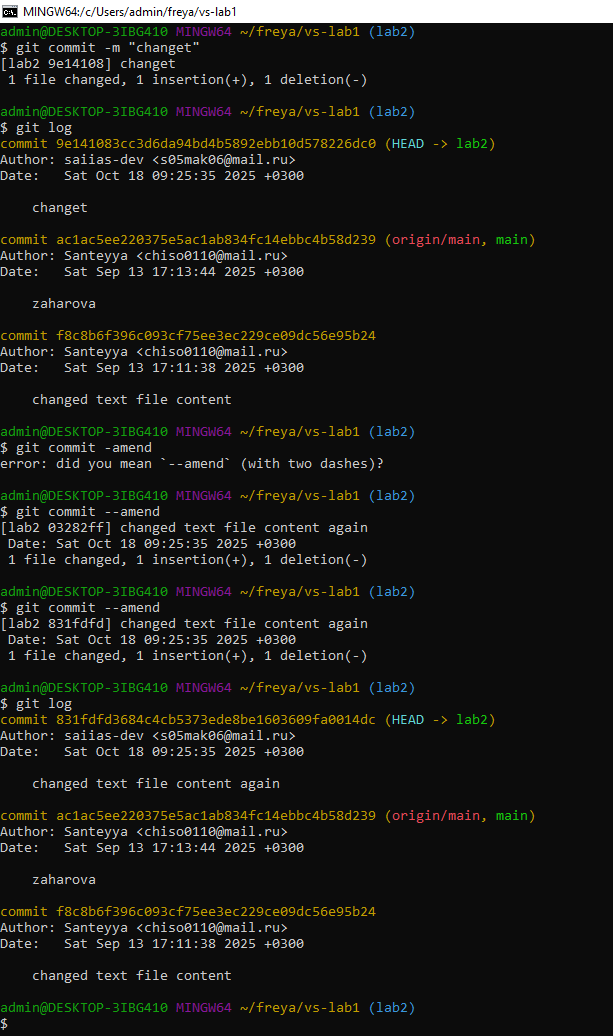 MINGW64:/c/Users/admin/freya/vs-lab1
admin@DESKTOP-3IBG410 MINGW64 ~/freya/vs-lab1 (lab2)
$ git commit -m "changet"
[lab2 9e14108] changet
 1 file changed, 1 insertion(+), 1 deletion(-)
admin@DESKTOP-3IBG410 MINGW64 ~/freya/vs-lab1 (lab2)
$ git log
commit 9e141083cc3d6da94bd4b5892ebb10d578226dc0 (HEAD -> lab2)
Author: saiias-dev <s05mak06@mail.ru>
Date:   Sat Oct 18 09:25:35 2025 +0300
    changet
commit ac1ac5ee220375e5ac1ab834fc14ebbc4b58d239 (origin/main, main)
Author: Santeyya <chiso0110@mail.ru>
Date:   Sat Sep 13 17:13:44 2025 +0300
    zaharova
commit f8c8b6f396c093cf75ee3ec229ce09dc56e95b24
Author: Santeyya <chiso0110@mail.ru>
Date:   Sat Sep 13 17:11:38 2025 +0300
    changed text file content
admin@DESKTOP-3IBG410 MINGW64 ~/freya/vs-lab1 (lab2)
$ git commit -amend
error: did you mean `--amend` (with two dashes)?
admin@DESKTOP-3IBG410 MINGW64 ~/freya/vs-lab1 (lab2)
$ git commit --amend
[lab2 03282ff] changed text file content again
 Date: Sat Oct 18 09:25:35 2025 +0300
 1 file changed, 1 insertion(+), 1 deletion(-)
admin@DESKTOP-3IBG410 MINGW64 ~/freya/vs-lab1 (lab2)
$ git commit --amend
[lab2 831fdfd] changed text file content again
 Date: Sat Oct 18 09:25:35 2025 +0300
 1 file changed, 1 insertion(+), 1 deletion(-)
admin@DESKTOP-3IBG410 MINGW64 ~/freya/vs-lab1 (lab2)
$ git log
commit 831fdfd3684c4cb5373ede8be1603609fa0014dc (HEAD -> lab2)
Author: saiias-dev <s05mak06@mail.ru>
Date:   Sat Oct 18 09:25:35 2025 +0300
    changed text file content again
commit ac1ac5ee220375e5ac1ab834fc14ebbc4b58d239 (origin/main, main)
Author: Santeyya <chiso0110@mail.ru>
Date:   Sat Sep 13 17:13:44 2025 +0300
    zaharova
commit f8c8b6f396c093cf75ee3ec229ce09dc56e95b24
Author: Santeyya <chiso0110@mail.ru>
Date:   Sat Sep 13 17:11:38 2025 +0300
    changed text file content
admin@DESKTOP-3IBG410 MINGW64 ~/freya/vs-lab1 (lab2)
$